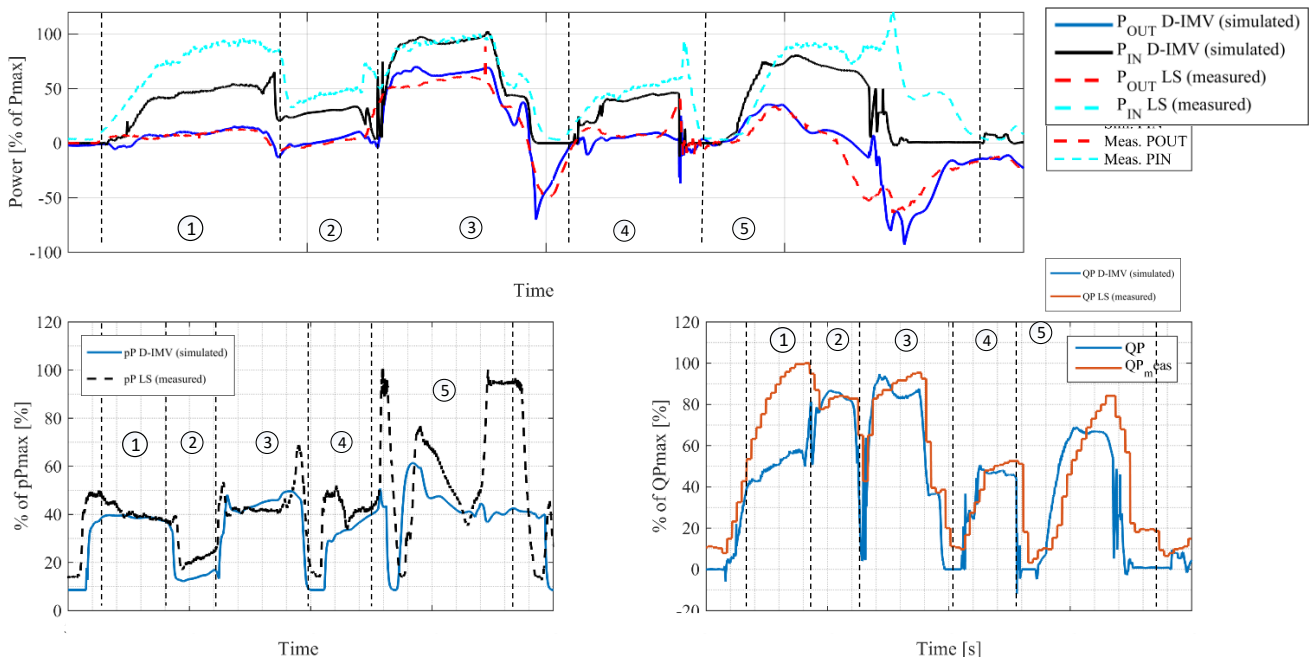 100
50
0
-50
-100
Power [% of Pmax]
1
2
3
4
5
Time
P_OUT D-IMV (simulated)
P_IN D-IMV (simulated)
P_OUT LS (measured)
P_IN LS (measured)
Meas. POUT
Meas. PIN
120
100
80
60
40
20
0
% of pPmax [%]
pP D-IMV (simulated)
pP LS (measured)
1
2
3
4
5
Time
QP D-IMV (simulated)
QP LS (measured)
120
100
80
60
40
20
0
-20
% of QPmax [%]
1
2
3
4
5
QP
QP_meas
Time [s]